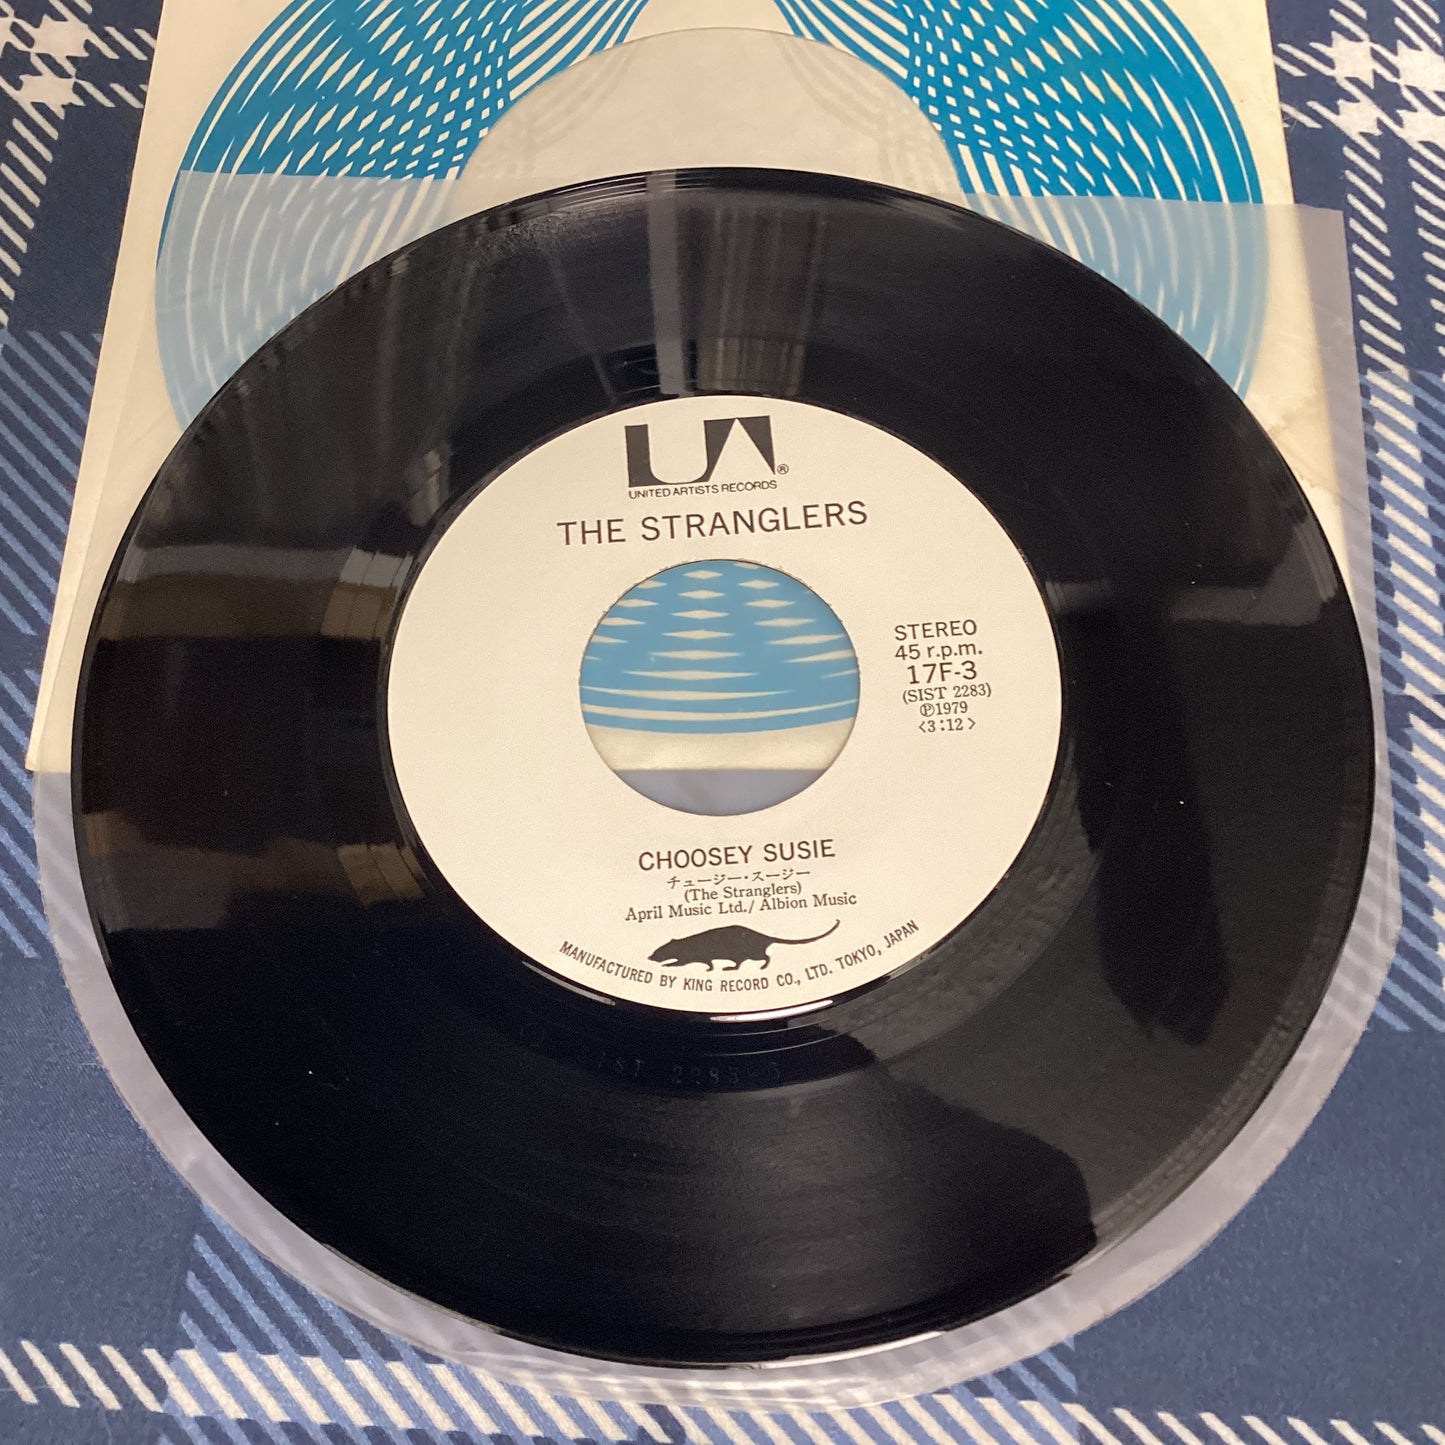 UA®
UNITED ARTISTS RECORDS
THE STRANGLERS
STEREO
45 r.p.m.
17F-3
(SIST 2283)
℗1979
<3:12>
CHOOSEY SUSIE
チュージー・スージー
(The Stranglers)
April Music Ltd./ Albion Music
MANUFACTURED BY KING RECORD CO., LTD. TOKYO, JAPAN